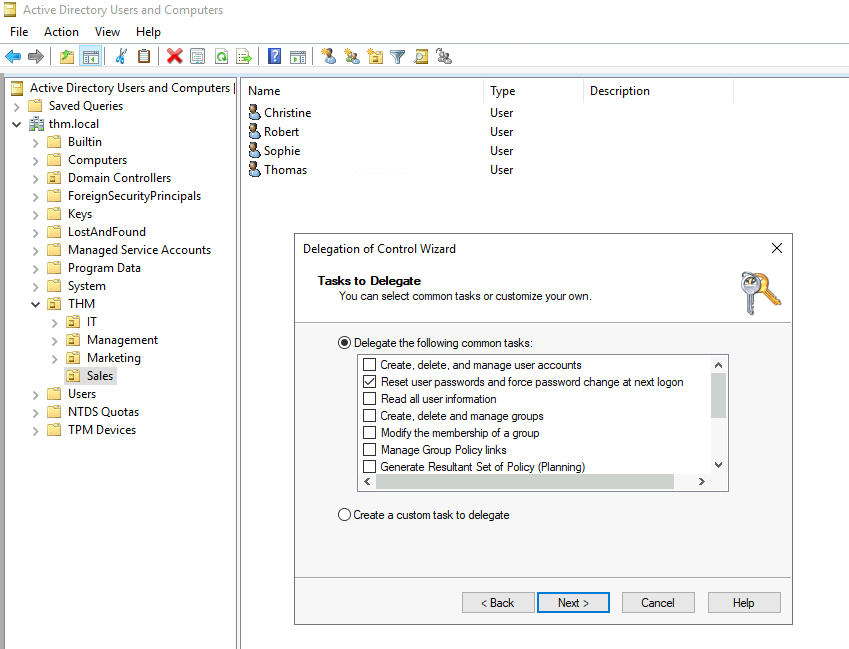 Active Directory Users and Computers
File Action View Help
Active Directory Users and Computers
Saved Queries
thm.local
Builtin
Computers
Domain Controllers
ForeignSecurityPrincipals
Keys
LostAndFound
Managed Service Accounts
Program Data
System
THM
IT
Management
Marketing
Sales
Users
NTDS Quotas
TPM Devices
Name Type Description
Christine User
Robert User
Sophie User
Thomas User
Delegation of Control Wizard
Tasks to Delegate
You can select common tasks or customize your own.
Delegate the following common tasks:
Create, delete, and manage user accounts
Reset user passwords and force password change at next logon
Read all user information
Create, delete and manage groups
Modify the membership of a group
Manage Group Policy links
Generate Resultant Set of Policy (Planning)
Create a custom task to delegate
< Back Next > Cancel Help